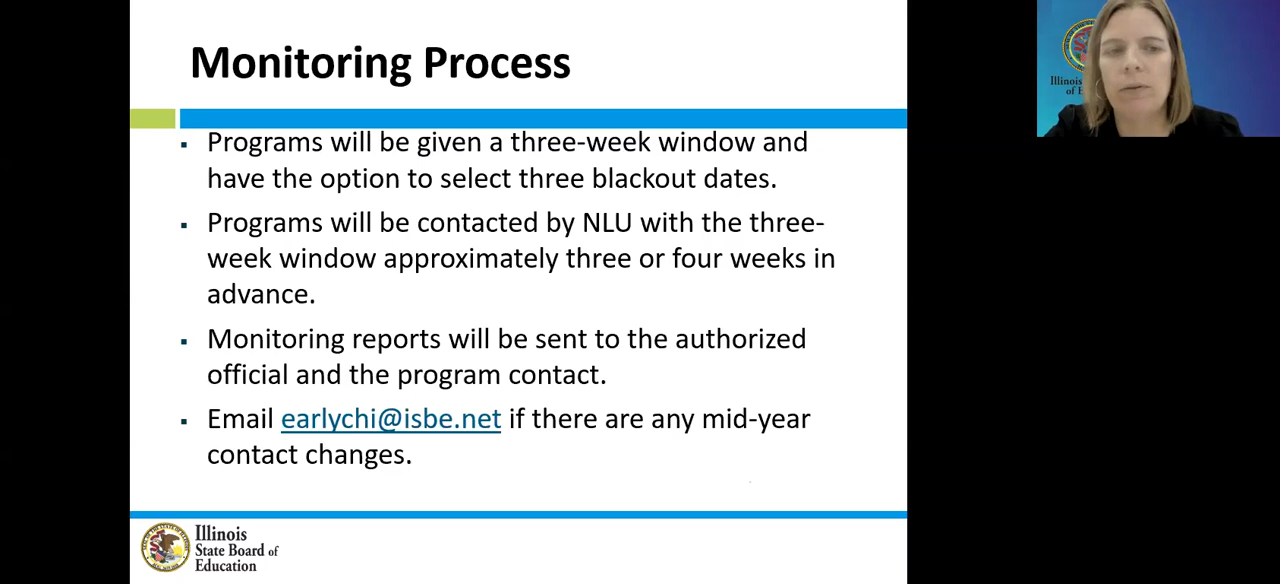 Monitoring Process
▪ Programs will be given a three-week window and
have the option to select three blackout dates.
▪ Programs will be contacted by NLU with the three-
week window approximately three or four weeks in
advance.
▪ Monitoring reports will be sent to the authorized
official and the program contact.
▪ Email earlychi@isbe.net if there are any mid-year
contact changes.
Illinois
State Board of
Education
Illinois
of E